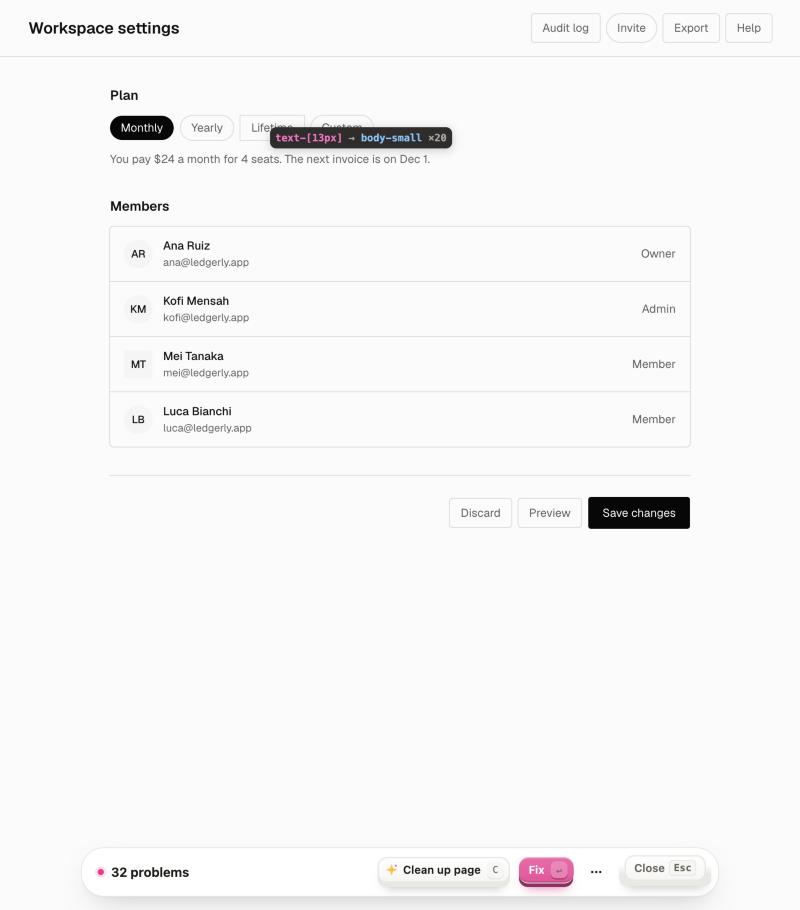 Workspace settings
Audit log
Invite
Export
Help
Plan
Monthly
Yearly
Lifetime
Custom
text-[13px] → body-small ×20
You pay $24 a month for 4 seats. The next invoice is on Dec 1.
Members
AR
Ana Ruiz
ana@ledgerly.app
Owner
KM
Kofi Mensah
kofi@ledgerly.app
Admin
MT
Mei Tanaka
mei@ledgerly.app
Member
LB
Luca Bianchi
luca@ledgerly.app
Member
Discard
Preview
Save changes
32 problems
Clean up page C
Fix ↵
···
Close Esc